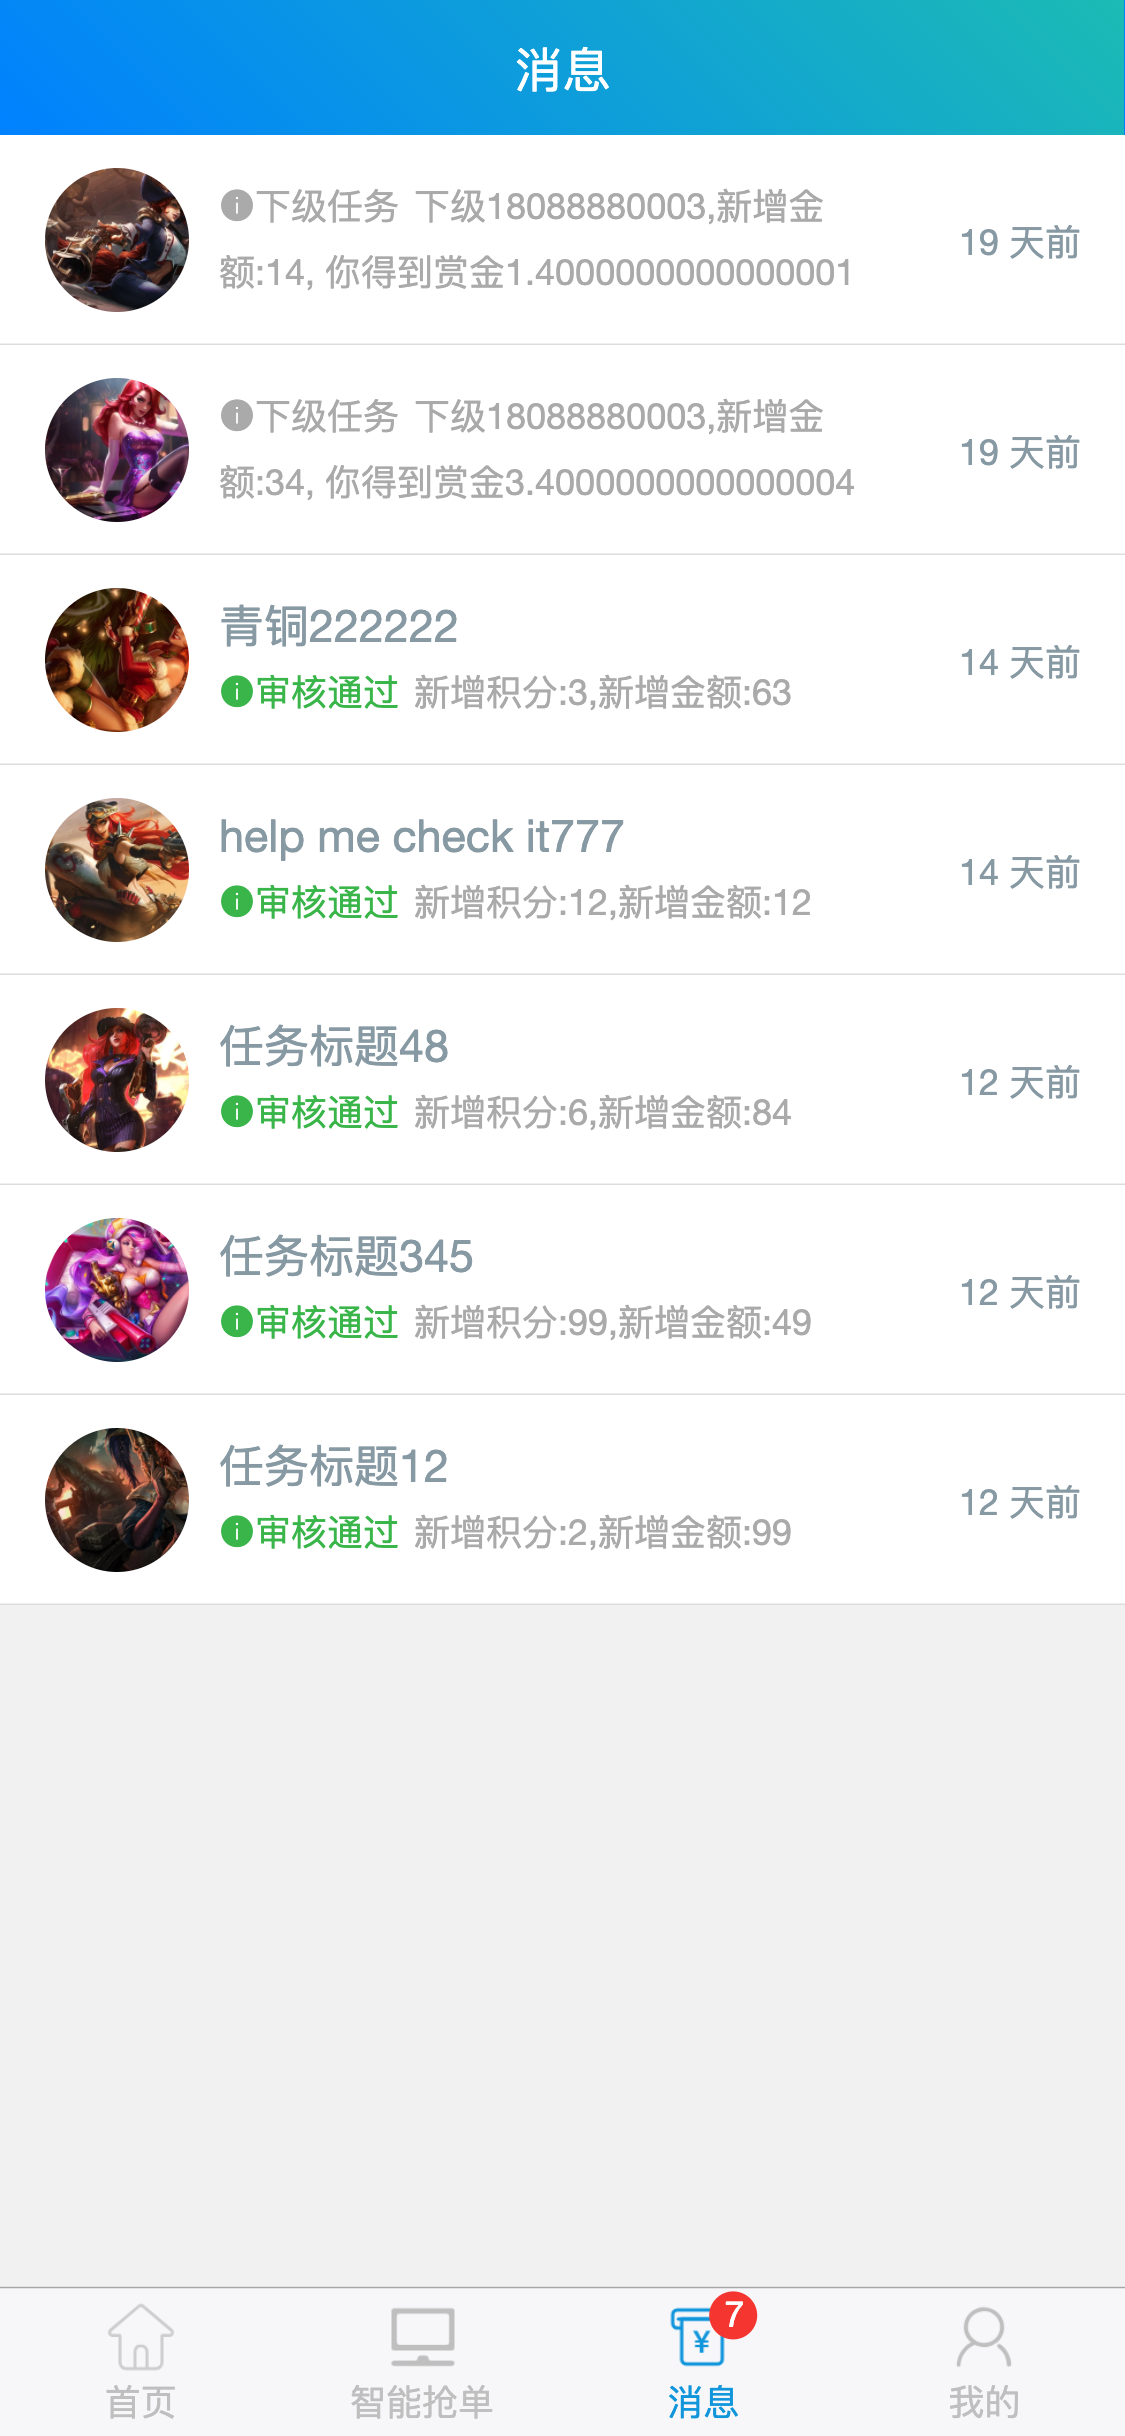 消息
下级任务 下级18088880003,新增金
额:14, 你得到赏金1.4000000000000001
19 天前
下级任务 下级18088880003,新增金
额:34, 你得到赏金3.4000000000000004
19 天前
青铜222222
审核通过 新增积分:3,新增金额:63
14 天前
help me check it777
审核通过 新增积分:12,新增金额:12
14 天前
任务标题48
审核通过 新增积分:6,新增金额:84
12 天前
任务标题345
审核通过 新增积分:99,新增金额:49
12 天前
任务标题12
审核通过 新增积分:2,新增金额:99
12 天前
¥
7
首页
智能抢单
消息
我的